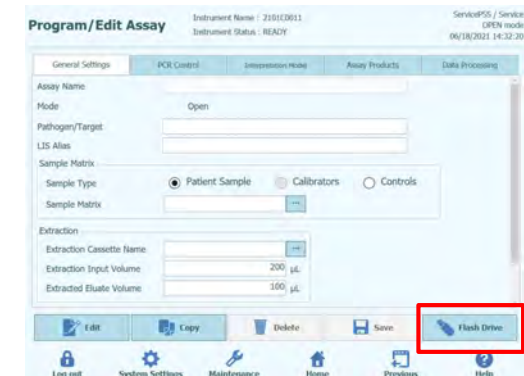 Program/Edit Assay
Instrument Name : 2101C0011
Instrument Status : READY
ServicePSS / Service
OPEN mode
06/18/2021 14:32:20
General Settings
PCR Control
Interpretation Model
Assay Products
Data Processing
Assay Name
Mode Open
Pathogen/Target
LIS Alias
Sample Matrix
Sample Type Patient Sample Calibrators Controls
Sample Matrix ...
Extraction
Extraction Cassette Name ...
Extraction Input Volume 200 µL
Extracted Eluate Volume 100 µL
Edit Copy Delete Save Flash Drive
Log out System Settings Maintenance Home Previous Help